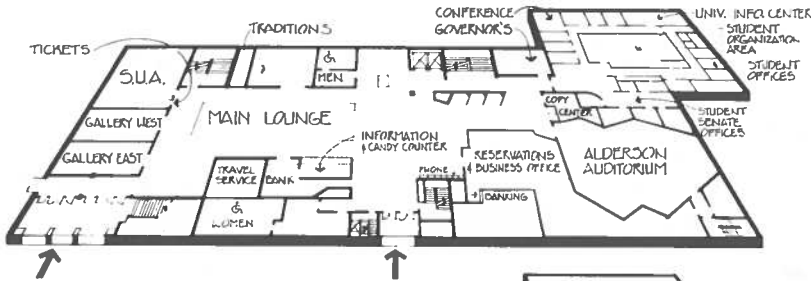 CONFERENCE
GOVERNOR'S
UNIV. INFO. CENTER
STUDENT
ORGANIZATION
AREA
STUDENT
OFFICES
TRADITIONS
TICKETS
S.U.A.
MEN
GALLERY WEST
MAIN LOUNGE
COPY
CENTER
STUDENT
SENATE
OFFICES
GALLERY EAST
INFORMATION
& CANDY COUNTER
TRAVEL
SERVICE
BANK
PHONE
RESERVATIONS
& BUSINESS OFFICE
ALDERSON
AUDITORIUM
BANKING
WOMEN